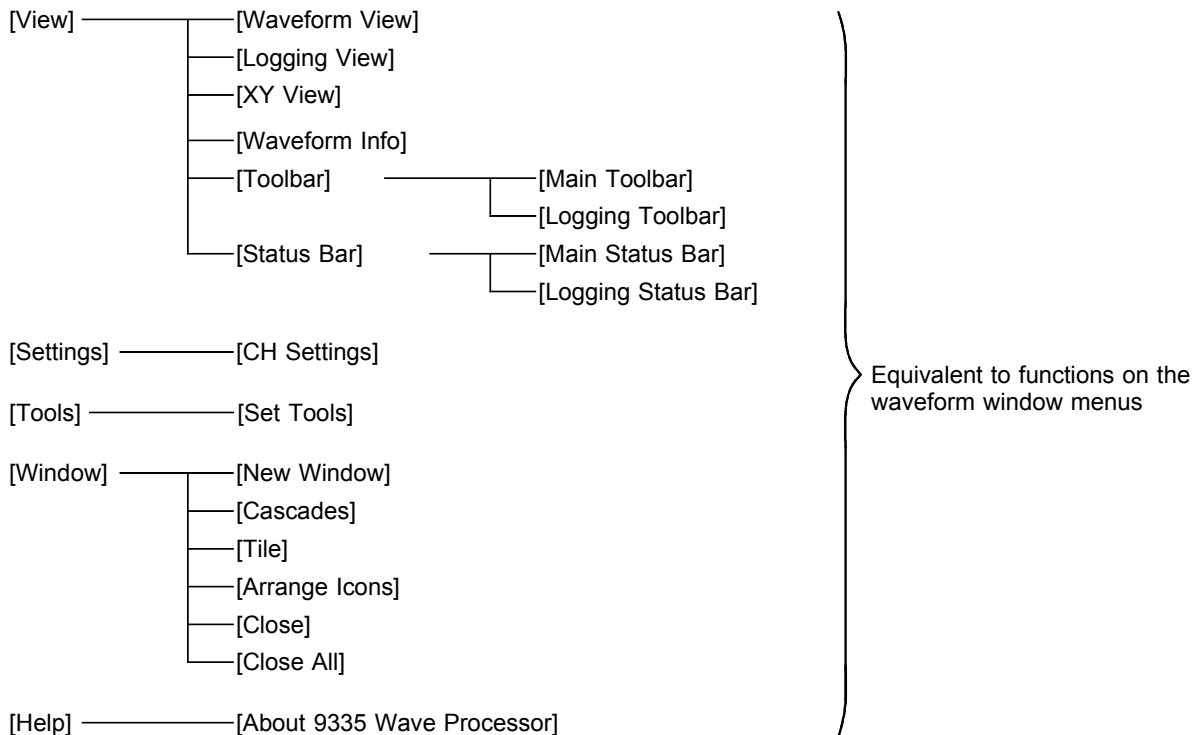 [View] [Waveform View]
[Logging View]
[XY View]
[Waveform Info]
[Toolbar] [Main Toolbar]
[Logging Toolbar]
[Status Bar] [Main Status Bar]
[Logging Status Bar]
[Settings] [CH Settings]
Equivalent to functions on the
waveform window menus
[Tools] [Set Tools]
[Window] [New Window]
[Cascades]
[Tile]
[Arrange Icons]
[Close]
[Close All]
[Help] [About 9335 Wave Processor]